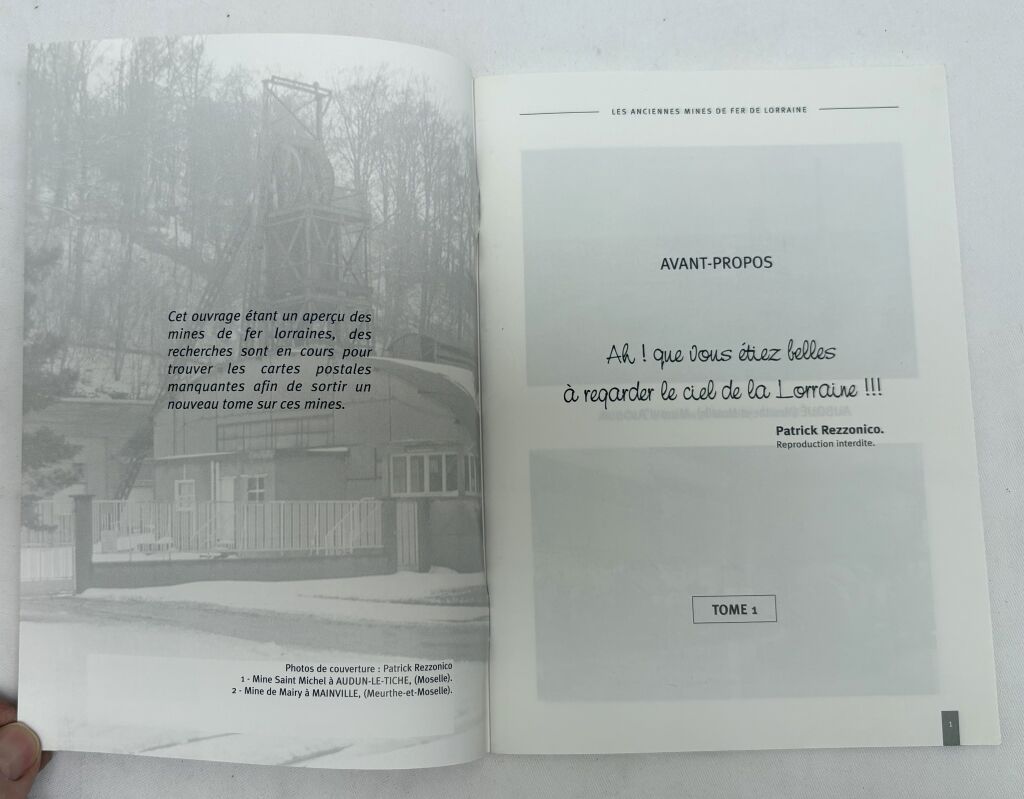 Cet ouvrage étant un aperçu des
mines de fer lorraines, des
recherches sont en cours pour
trouver les cartes postales
manquantes afin de sortir un
nouveau tome sur ces mines.
Photos de couverture : Patrick Rezzonico
1 - Mine Saint Michel à AUDUN-LE-TICHE, (Moselle).
2 - Mine de Mairy à MAINVILLE, (Meurthe-et-Moselle).
LES ANCIENNES MINES DE FER DE LORRAINE
AVANT-PROPOS
Ah ! que vous étiez belles
à regarder le ciel de la Lorraine !!!
Patrick Rezzonico.
Reproduction interdite.
TOME 1
1